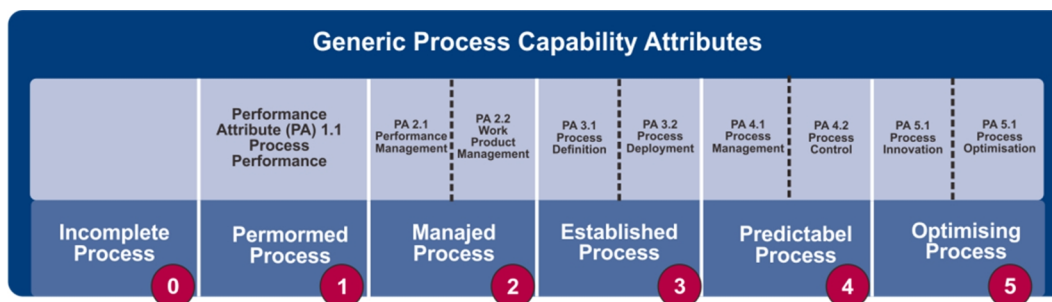 Generic Process Capability Attributes
Performance
Attribute (PA) 1.1
Process
Performance
PA 2.1
Performance
Management
PA 2.2
Work
Product
Management
PA 3.1
Process
Definition
PA 3.2
Process
Deployment
PA 4.1
Process
Management
PA 4.2
Process
Control
PA 5.1
Process
Innovation
PA 5.1
Process
Optimisation
Incomplete
Process
0
Permormed
Process
1
Manajed
Process
2
Established
Process
3
Predictabel
Process
4
Optimising
Process
5